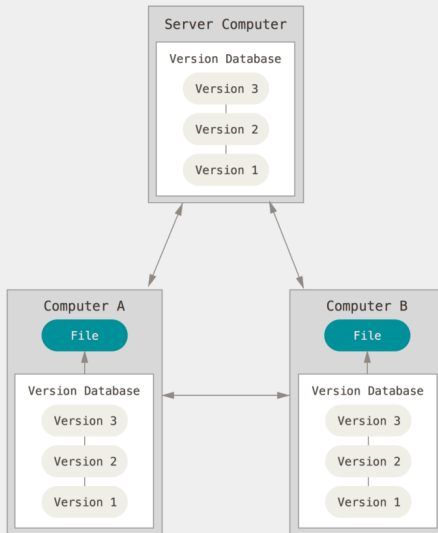 Server Computer
Version Database
Version 3
Version 2
Version 1
Computer A
File
Version Database
Version 3
Version 2
Version 1
Computer B
File
Version Database
Version 3
Version 2
Version 1